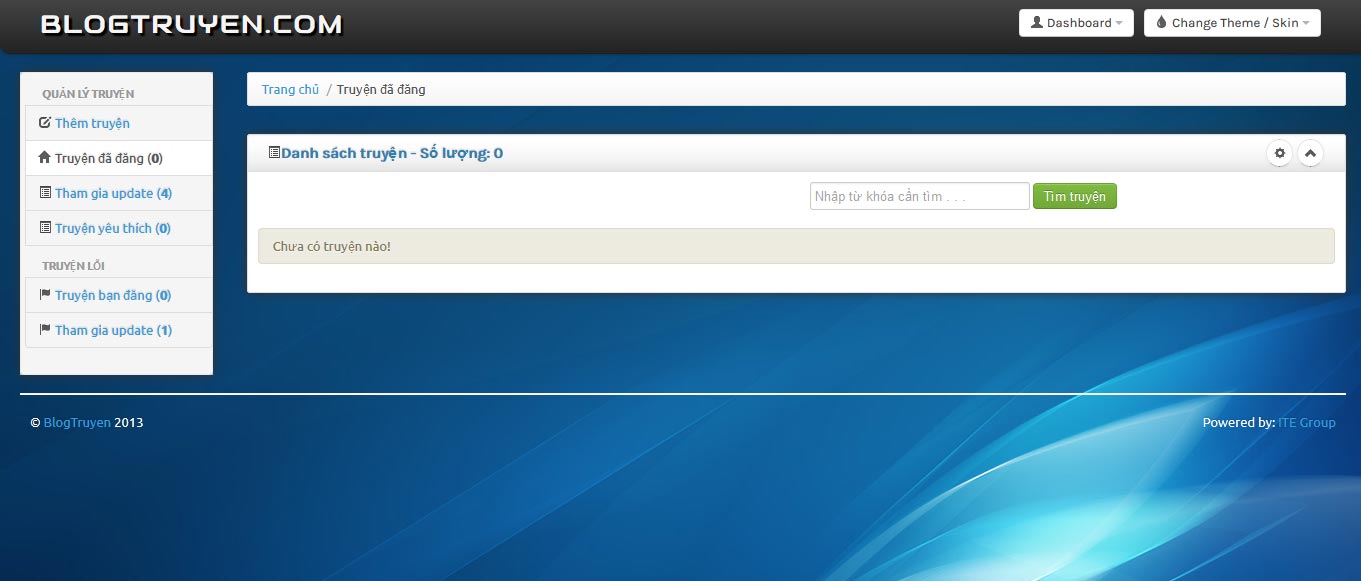 BLOGTRUYEN.COM
Dashboard
Change Theme / Skin
QUẢN LÝ TRUYỆN
Thêm truyện
Truyện đã đăng (0)
Tham gia update (4)
Truyện yêu thích (0)
TRUYỆN LỖI
Truyện bạn đăng (0)
Tham gia update (1)
Trang chủ / Truyện đã đăng
Danh sách truyện - Số lượng: 0
Nhập từ khóa cần tìm . . .
Tìm truyện
Chưa có truyện nào!
© BlogTruyen 2013
Powered by: ITE Group